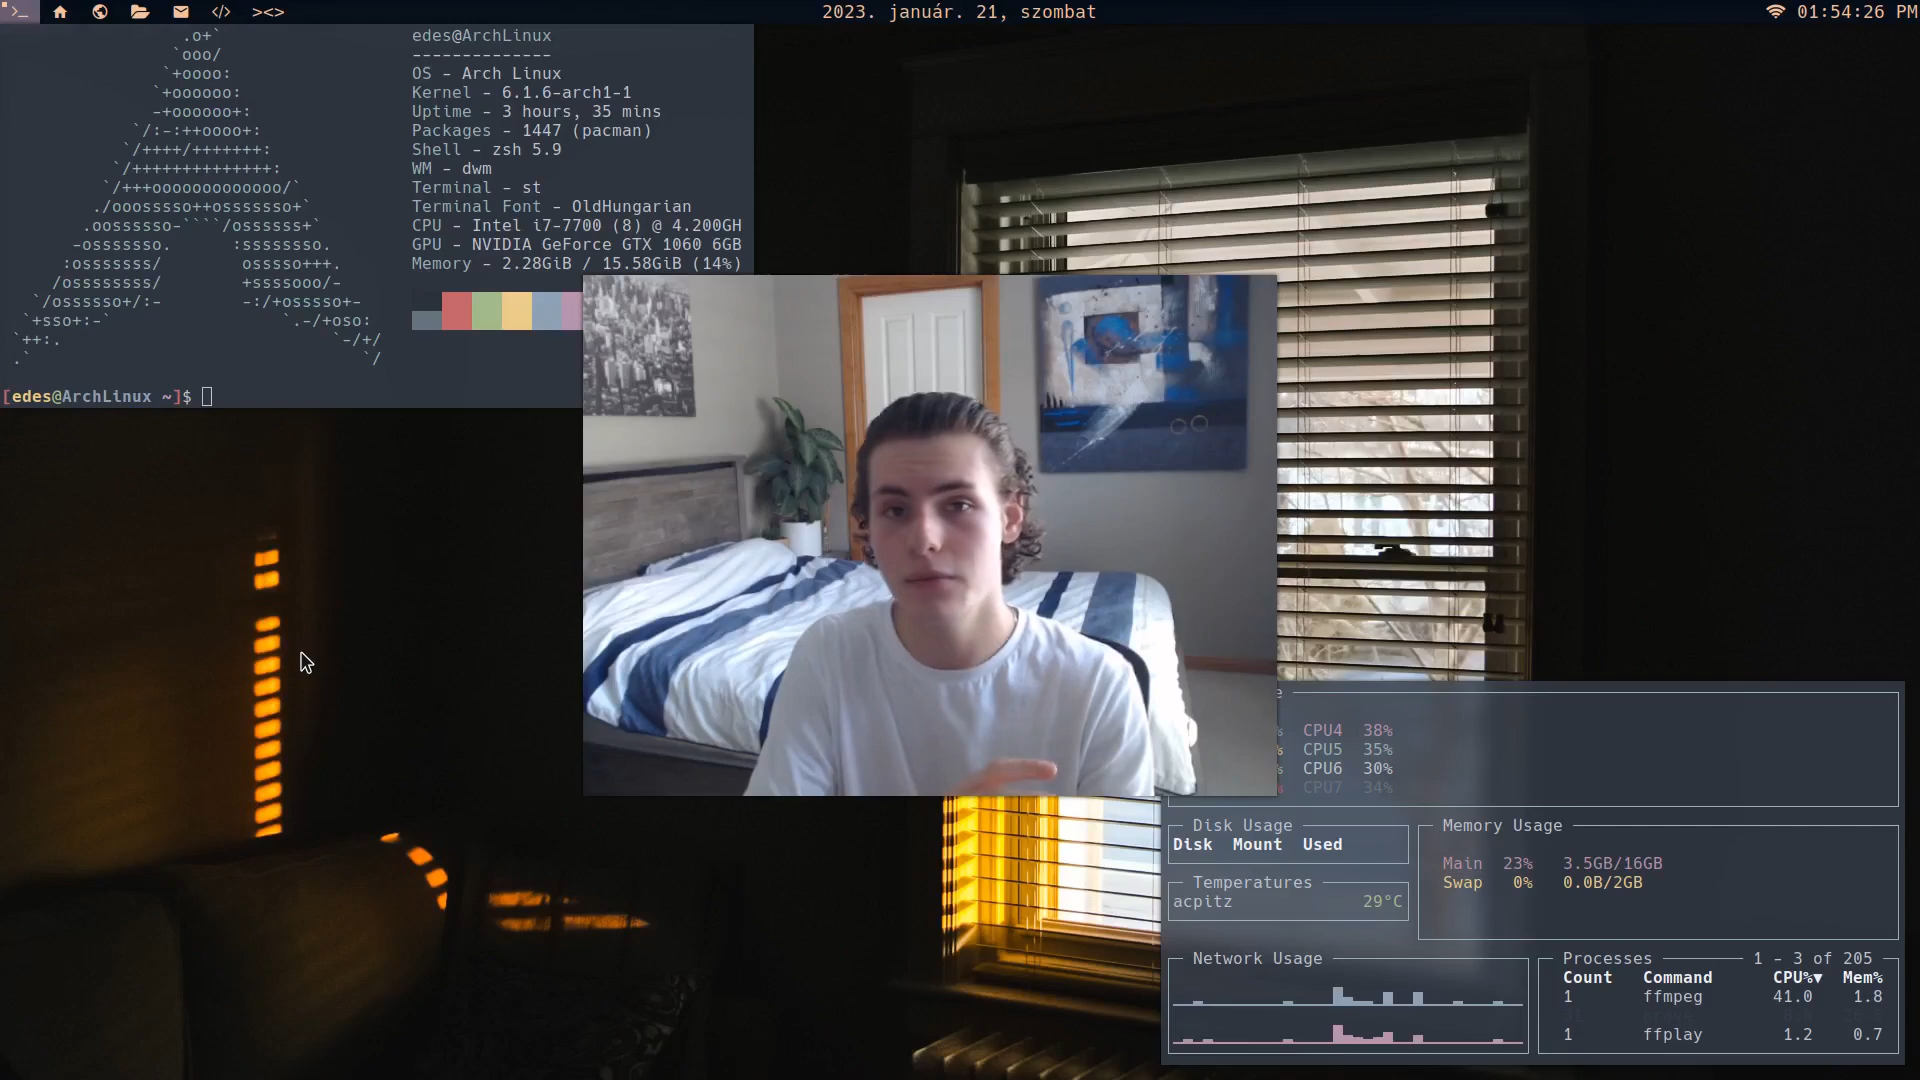 >_ </> ><>
2023. január. 21, szombat
01:54:26 PM
edes@ArchLinux
--------------
OS - Arch Linux
Kernel - 6.1.6-arch1-1
Uptime - 3 hours, 35 mins
Packages - 1447 (pacman)
Shell - zsh 5.9
WM - dwm
Terminal - st
Terminal Font - OldHungarian
CPU - Intel i7-7700 (8) @ 4.200GH
GPU - NVIDIA GeForce GTX 1060 6GB
Memory - 2.28GiB / 15.58GiB (14%)
[edes@ArchLinux ~]$
CPU4 38%
CPU5 35%
CPU6 30%
CPU7 34%
Disk Usage
Disk Mount Used
Temperatures
acpitz 29°C
Memory Usage
Main 23% 3.5GB/16GB
Swap 0% 0.0B/2GB
Network Usage
Processes 1 - 3 of 205
Count Command CPU%▼ Mem%
1 ffmpeg 41.0 1.8
1 ffplay 1.2 0.7